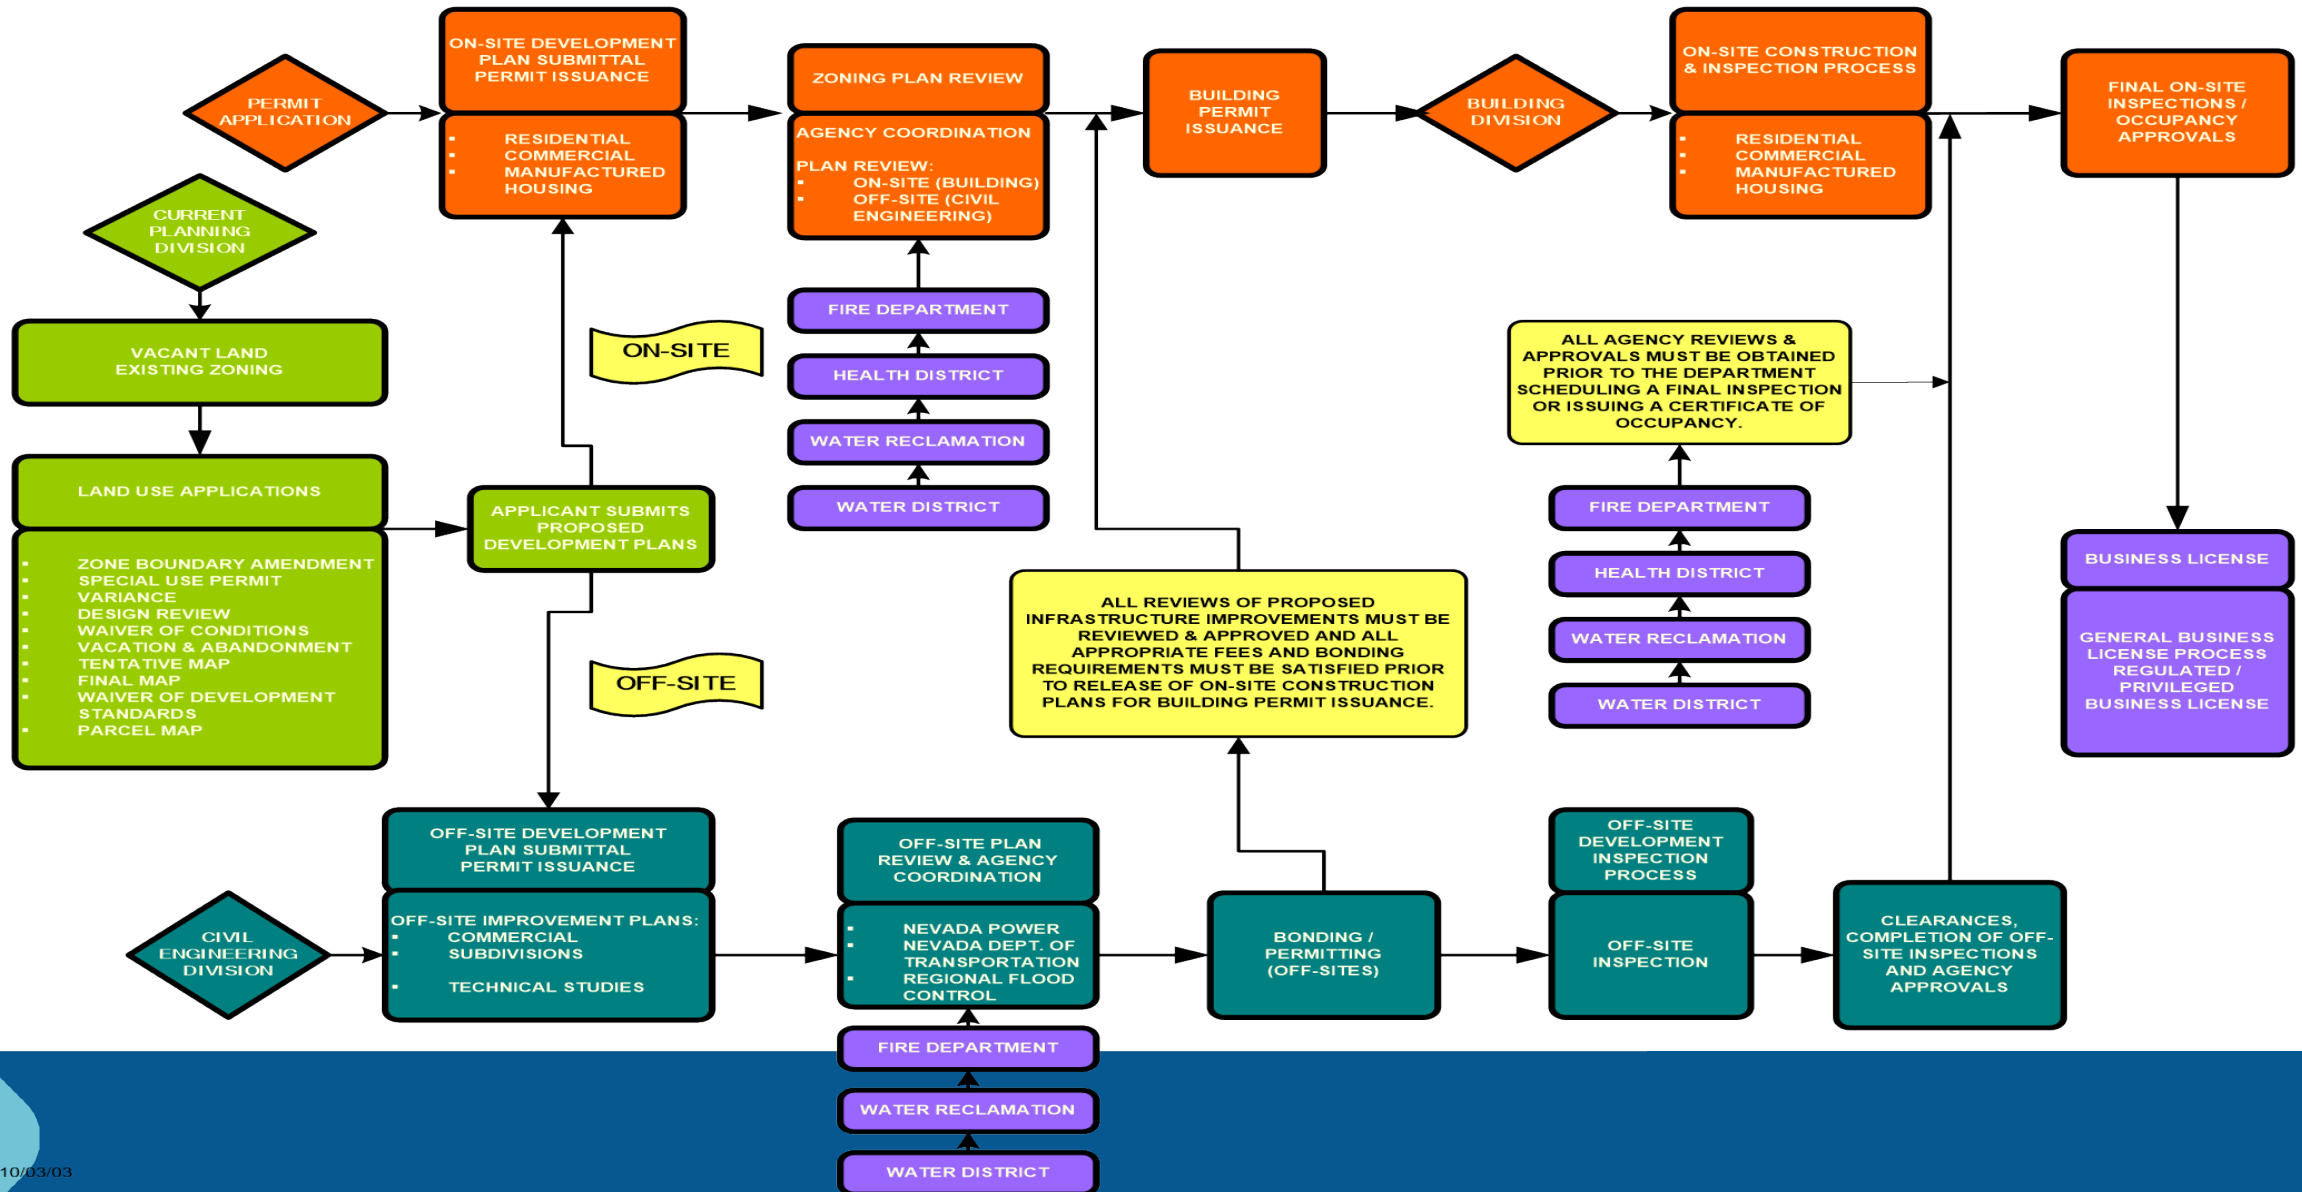 PERMIT
APPLICATION
ON-SITE DEVELOPMENT
PLAN SUBMITTAL
PERMIT ISSUANCE
▪ RESIDENTIAL
▪ COMMERCIAL
▪ MANUFACTURED
HOUSING
ZONING PLAN REVIEW
AGENCY COORDINATION
PLAN REVIEW:
▪ ON-SITE (BUILDING)
▪ OFF-SITE (CIVIL
ENGINEERING)
BUILDING
PERMIT
ISSUANCE
BUILDING
DIVISION
ON-SITE CONSTRUCTION
& INSPECTION PROCESS
▪ RESIDENTIAL
▪ COMMERCIAL
▪ MANUFACTURED
HOUSING
FINAL ON-SITE
INSPECTIONS /
OCCUPANCY
APPROVALS
CURRENT
PLANNING
DIVISION
VACANT LAND
EXISTING ZONING
LAND USE APPLICATIONS
▪ ZONE BOUNDARY AMENDMENT
▪ SPECIAL USE PERMIT
▪ VARIANCE
▪ DESIGN REVIEW
▪ WAIVER OF CONDITIONS
▪ VACATION & ABANDONMENT
▪ TENTATIVE MAP
▪ FINAL MAP
▪ WAIVER OF DEVELOPMENT
STANDARDS
▪ PARCEL MAP
APPLICANT SUBMITS
PROPOSED
DEVELOPMENT PLANS
ON-SITE
OFF-SITE
FIRE DEPARTMENT
HEALTH DISTRICT
WATER RECLAMATION
WATER DISTRICT
ALL REVIEWS OF PROPOSED
INFRASTRUCTURE IMPROVEMENTS MUST BE
REVIEWED & APPROVED AND ALL
APPROPRIATE FEES AND BONDING
REQUIREMENTS MUST BE SATISFIED PRIOR
TO RELEASE OF ON-SITE CONSTRUCTION
PLANS FOR BUILDING PERMIT ISSUANCE.
ALL AGENCY REVIEWS &
APPROVALS MUST BE OBTAINED
PRIOR TO THE DEPARTMENT
SCHEDULING A FINAL INSPECTION
OR ISSUING A CERTIFICATE OF
OCCUPANCY.
FIRE DEPARTMENT
HEALTH DISTRICT
WATER RECLAMATION
WATER DISTRICT
BUSINESS LICENSE
GENERAL BUSINESS
LICENSE PROCESS
REGULATED /
PRIVILEGED
BUSINESS LICENSE
CIVIL
ENGINEERING
DIVISION
OFF-SITE DEVELOPMENT
PLAN SUBMITTAL
PERMIT ISSUANCE
OFF-SITE IMPROVEMENT PLANS:
▪ COMMERCIAL
▪ SUBDIVISIONS
▪ TECHNICAL STUDIES
OFF-SITE PLAN
REVIEW & AGENCY
COORDINATION
▪ NEVADA POWER
▪ NEVADA DEPT. OF
TRANSPORTATION
▪ REGIONAL FLOOD
CONTROL
FIRE DEPARTMENT
WATER RECLAMATION
WATER DISTRICT
BONDING /
PERMITTING
(OFF-SITES)
OFF-SITE
DEVELOPMENT
INSPECTION
PROCESS
OFF-SITE
INSPECTION
CLEARANCES,
COMPLETION OF OFF-
SITE INSPECTIONS
AND AGENCY
APPROVALS
10/03/03